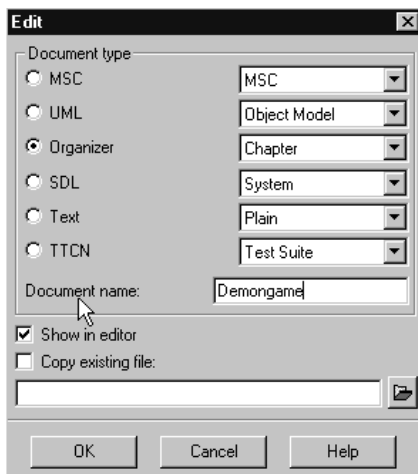 Edit
Document type
MSC MSC
UML Object Model
Organizer Chapter
SDL System
Text Plain
TTCN Test Suite
Document name: Demongame
Show in editor
Copy existing file:
OK Cancel Help